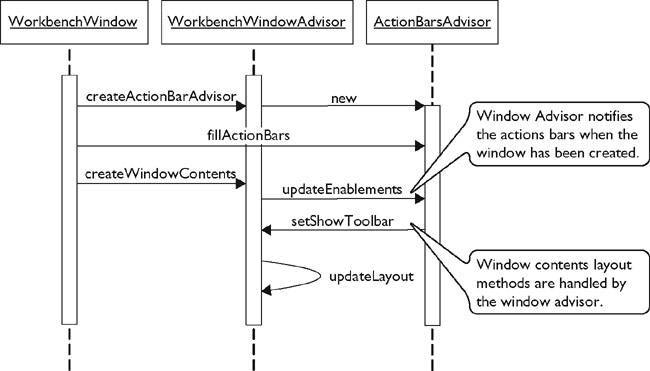 WorkbenchWindow
WorkbenchWindowAdvisor
ActionBarsAdvisor
createActionBarAdvisor
new
Window Advisor notifies
the actions bars when the
window has been created.
fillActionBars
createWindowContents
updateEnablements
setShowToolbar
Window contents layout
methods are handled by
the window advisor.
updateLayout